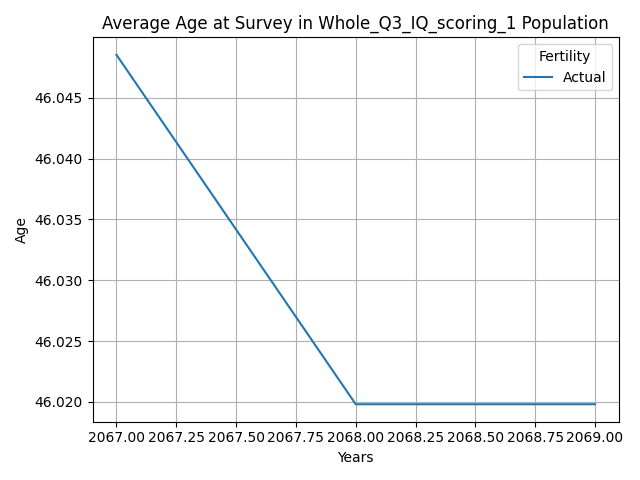 Average Age at Survey in Whole_Q3_IQ_scoring_1 Population
Fertility
Actual
46.045
46.040
46.035
46.030
46.025
46.020
Age
2067.00 2067.25 2067.50 2067.75 2068.00 2068.25 2068.50 2068.75 2069.00
Years